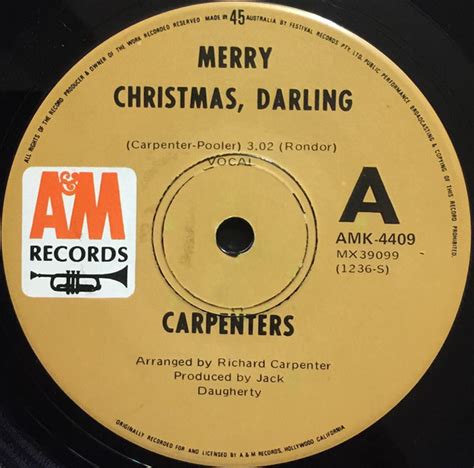 ALL RIGHTS OF THE RECORD PRODUCER & OWNER OF THE WORK RECORDED RESERVED MADE IN 45 AUSTRALIA BY FESTIVAL RECORDS PTY. LTD. PUBLIC PERFORMANCE BROADCASTING & COPYING OF THIS RECORD PROHIBITED.
MERRY
CHRISTMAS, DARLING
(Carpenter-Pooler) 3.02 (Rondor)
VOCAL
A&M
RECORDS
A
AMK-4409
MX39099
(1236-S)
CARPENTERS
Arranged by Richard Carpenter
Produced by Jack
Daugherty
ORIGINALLY RECORDED FOR AND IS LICENSED BY A & M RECORDS, HOLLYWOOD CALIFORNIA